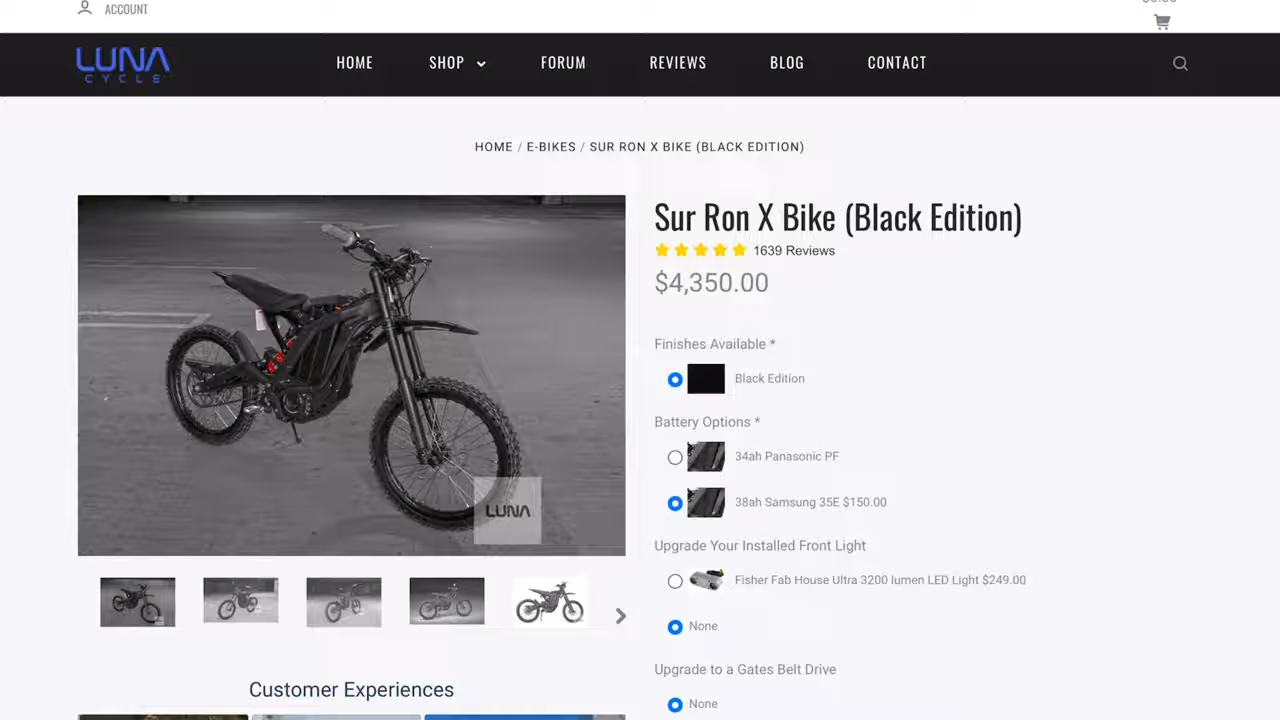 ACCOUNT
LUNA
CYCLE
HOME
SHOP
FORUM
REVIEWS
BLOG
CONTACT
HOME / E-BIKES / SUR RON X BIKE (BLACK EDITION)
Sur Ron X Bike (Black Edition)
1639 Reviews
$4,350.00
Finishes Available *
Black Edition
Battery Options *
34ah Panasonic PF
38ah Samsung 35E $150.00
LUNA
Upgrade Your Installed Front Light
Fisher Fab House Ultra 3200 lumen LED Light $249.00
None
Upgrade to a Gates Belt Drive
None
Customer Experiences